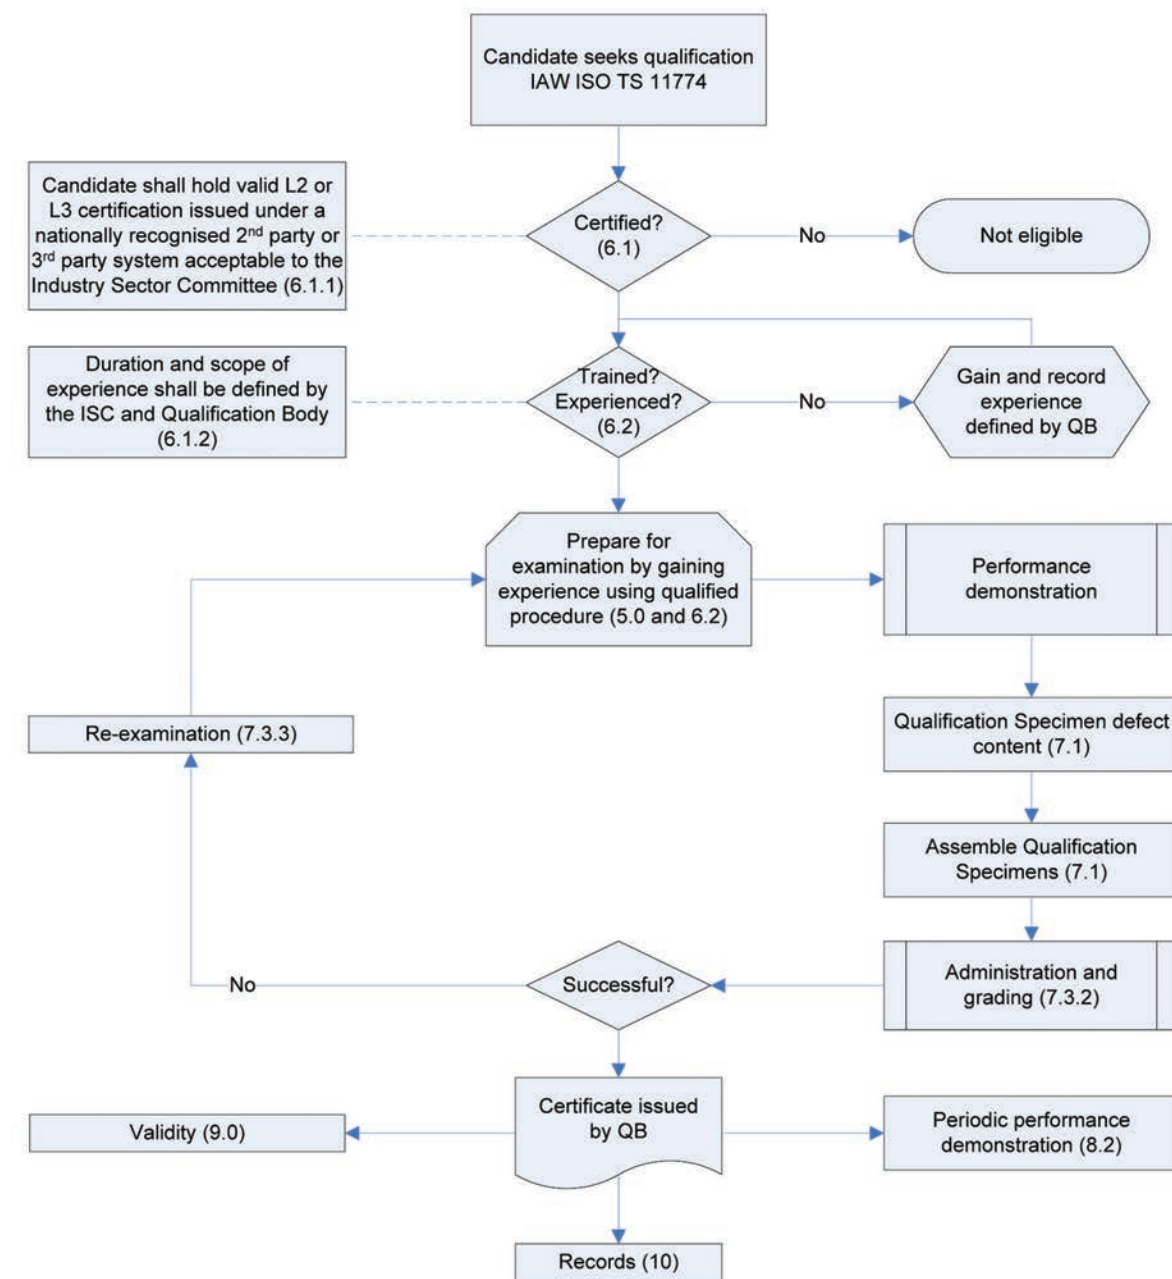 Candidate seeks qualification
IAW ISO TS 11774
Candidate shall hold valid L2 or
L3 certification issued under a
nationally recognised 2nd party or
3rd party system acceptable to the
Industry Sector Committee (6.1.1)
Certified?
(6.1)
No
Not eligible
Duration and scope of
experience shall be defined by
the ISC and Qualification Body
(6.1.2)
Trained?
Experienced?
(6.2)
No
Gain and record
experience
defined by QB
Prepare for
examination by gaining
experience using qualified
procedure (5.0 and 6.2)
Performance
demonstration
Re-examination (7.3.3)
Qualification Specimen defect
content (7.1)
Assemble Qualification
Specimens (7.1)
Administration and
grading (7.3.2)
Successful?
No
Certificate issued
by QB
Validity (9.0)
Periodic performance
demonstration (8.2)
Records (10)